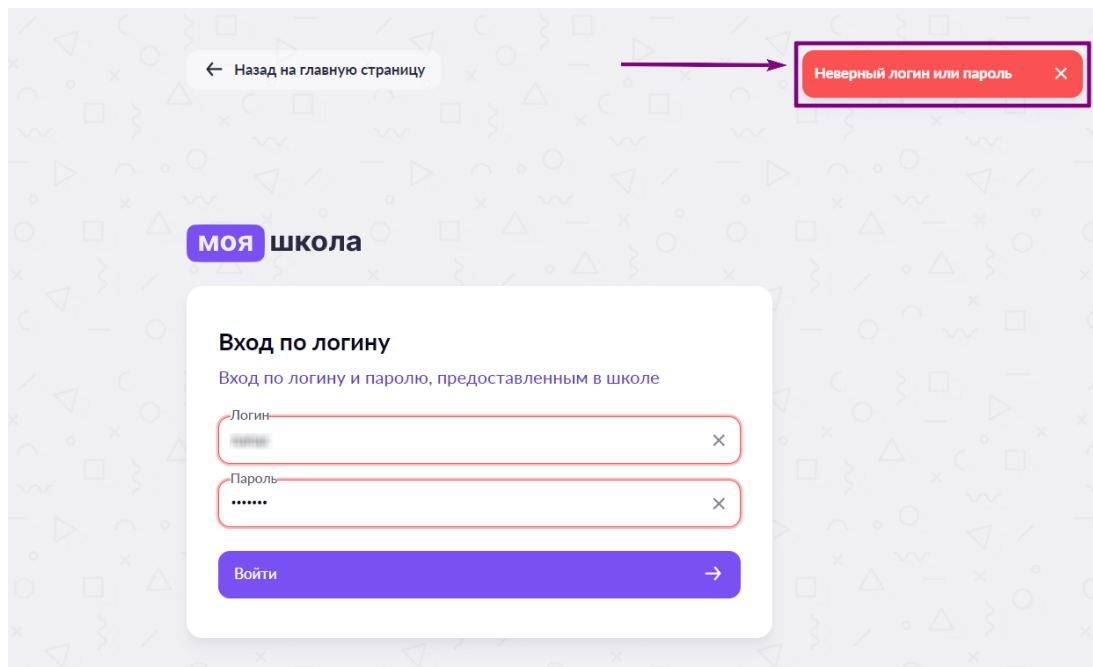 Назад на главную страницу
Неверный логин или пароль
моя школа
Вход по логину
Вход по логину и паролю, предоставленным в школе
Логин
Пароль
•••••••
Войти